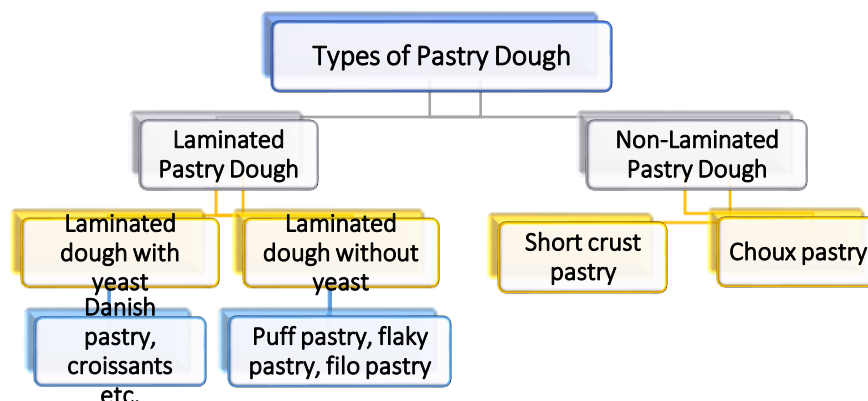 Types of Pastry Dough
Laminated
Pastry Dough
Non-Laminated
Pastry Dough
Laminated
dough with
yeast
Laminated
dough without
yeast
Short crust
pastry
Choux pastry
Danish
pastry,
croissants
etc.
Puff pastry, flaky
pastry, filo pastry